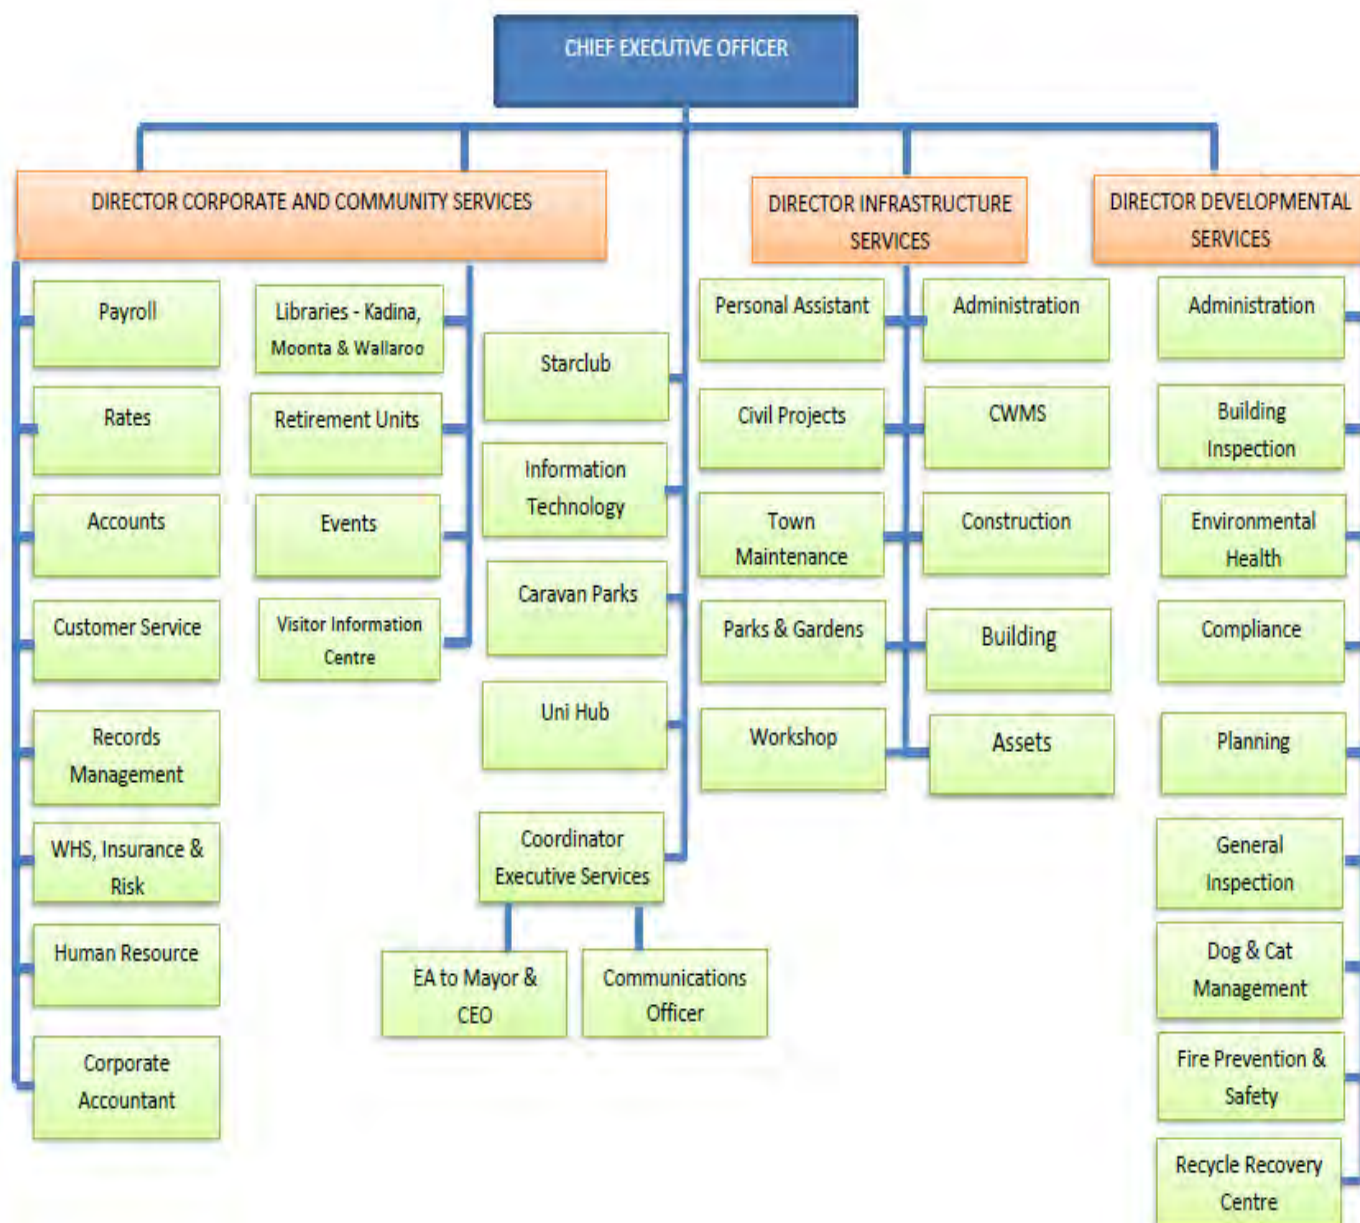 CHIEF EXECUTIVE OFFICER
DIRECTOR CORPORATE AND COMMUNITY SERVICES
DIRECTOR INFRASTRUCTURE
SERVICES
DIRECTOR DEVELOPMENTAL
SERVICES
Payroll
Rates
Accounts
Customer Service
Records
Management
WHS, Insurance &
Risk
Human Resource
Corporate
Accountant
Libraries - Kadina,
Moonta & Wallaroo
Retirement Units
Events
Visitor Information
Centre
Starclub
Information
Technology
Caravan Parks
Uni Hub
Coordinator
Executive Services
EA to Mayor &
CEO
Communications
Officer
Personal Assistant
Civil Projects
Town
Maintenance
Parks & Gardens
Workshop
Administration
CWMS
Construction
Building
Assets
Administration
Building
Inspection
Environmental
Health
Compliance
Planning
General
Inspection
Dog & Cat
Management
Fire Prevention &
Safety
Recycle Recovery
Centre